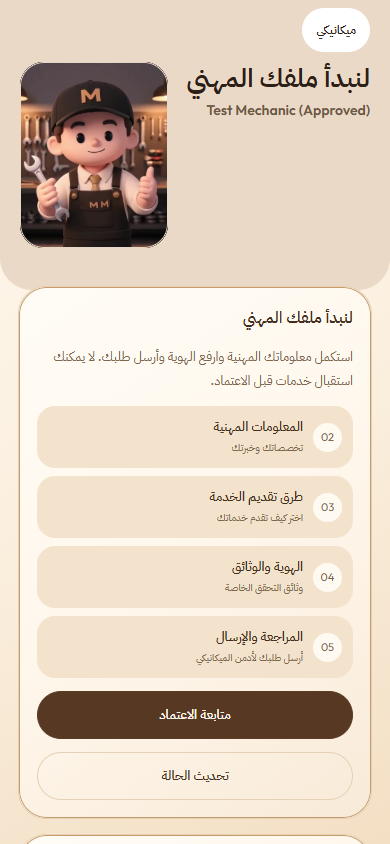 ميكانيكي
لنبدأ ملفك المهني
Test Mechanic (Approved)
M
M M
لنبدأ ملفك المهني
استكمل معلوماتك المهنية وارفع الهوية وأرسل طلبك. لا يمكنك
استقبال خدمات قبل الاعتماد.
02
المعلومات المهنية
تخصصاتك وخبرتك
03
طرق تقديم الخدمة
اختر كيف تقدم خدماتك
04
الهوية والوثائق
وثائق التحقق الخاصة
05
المراجعة والإرسال
أرسل طلبك لأدمن الميكانيكي
متابعة الاعتماد
تحديث الحالة